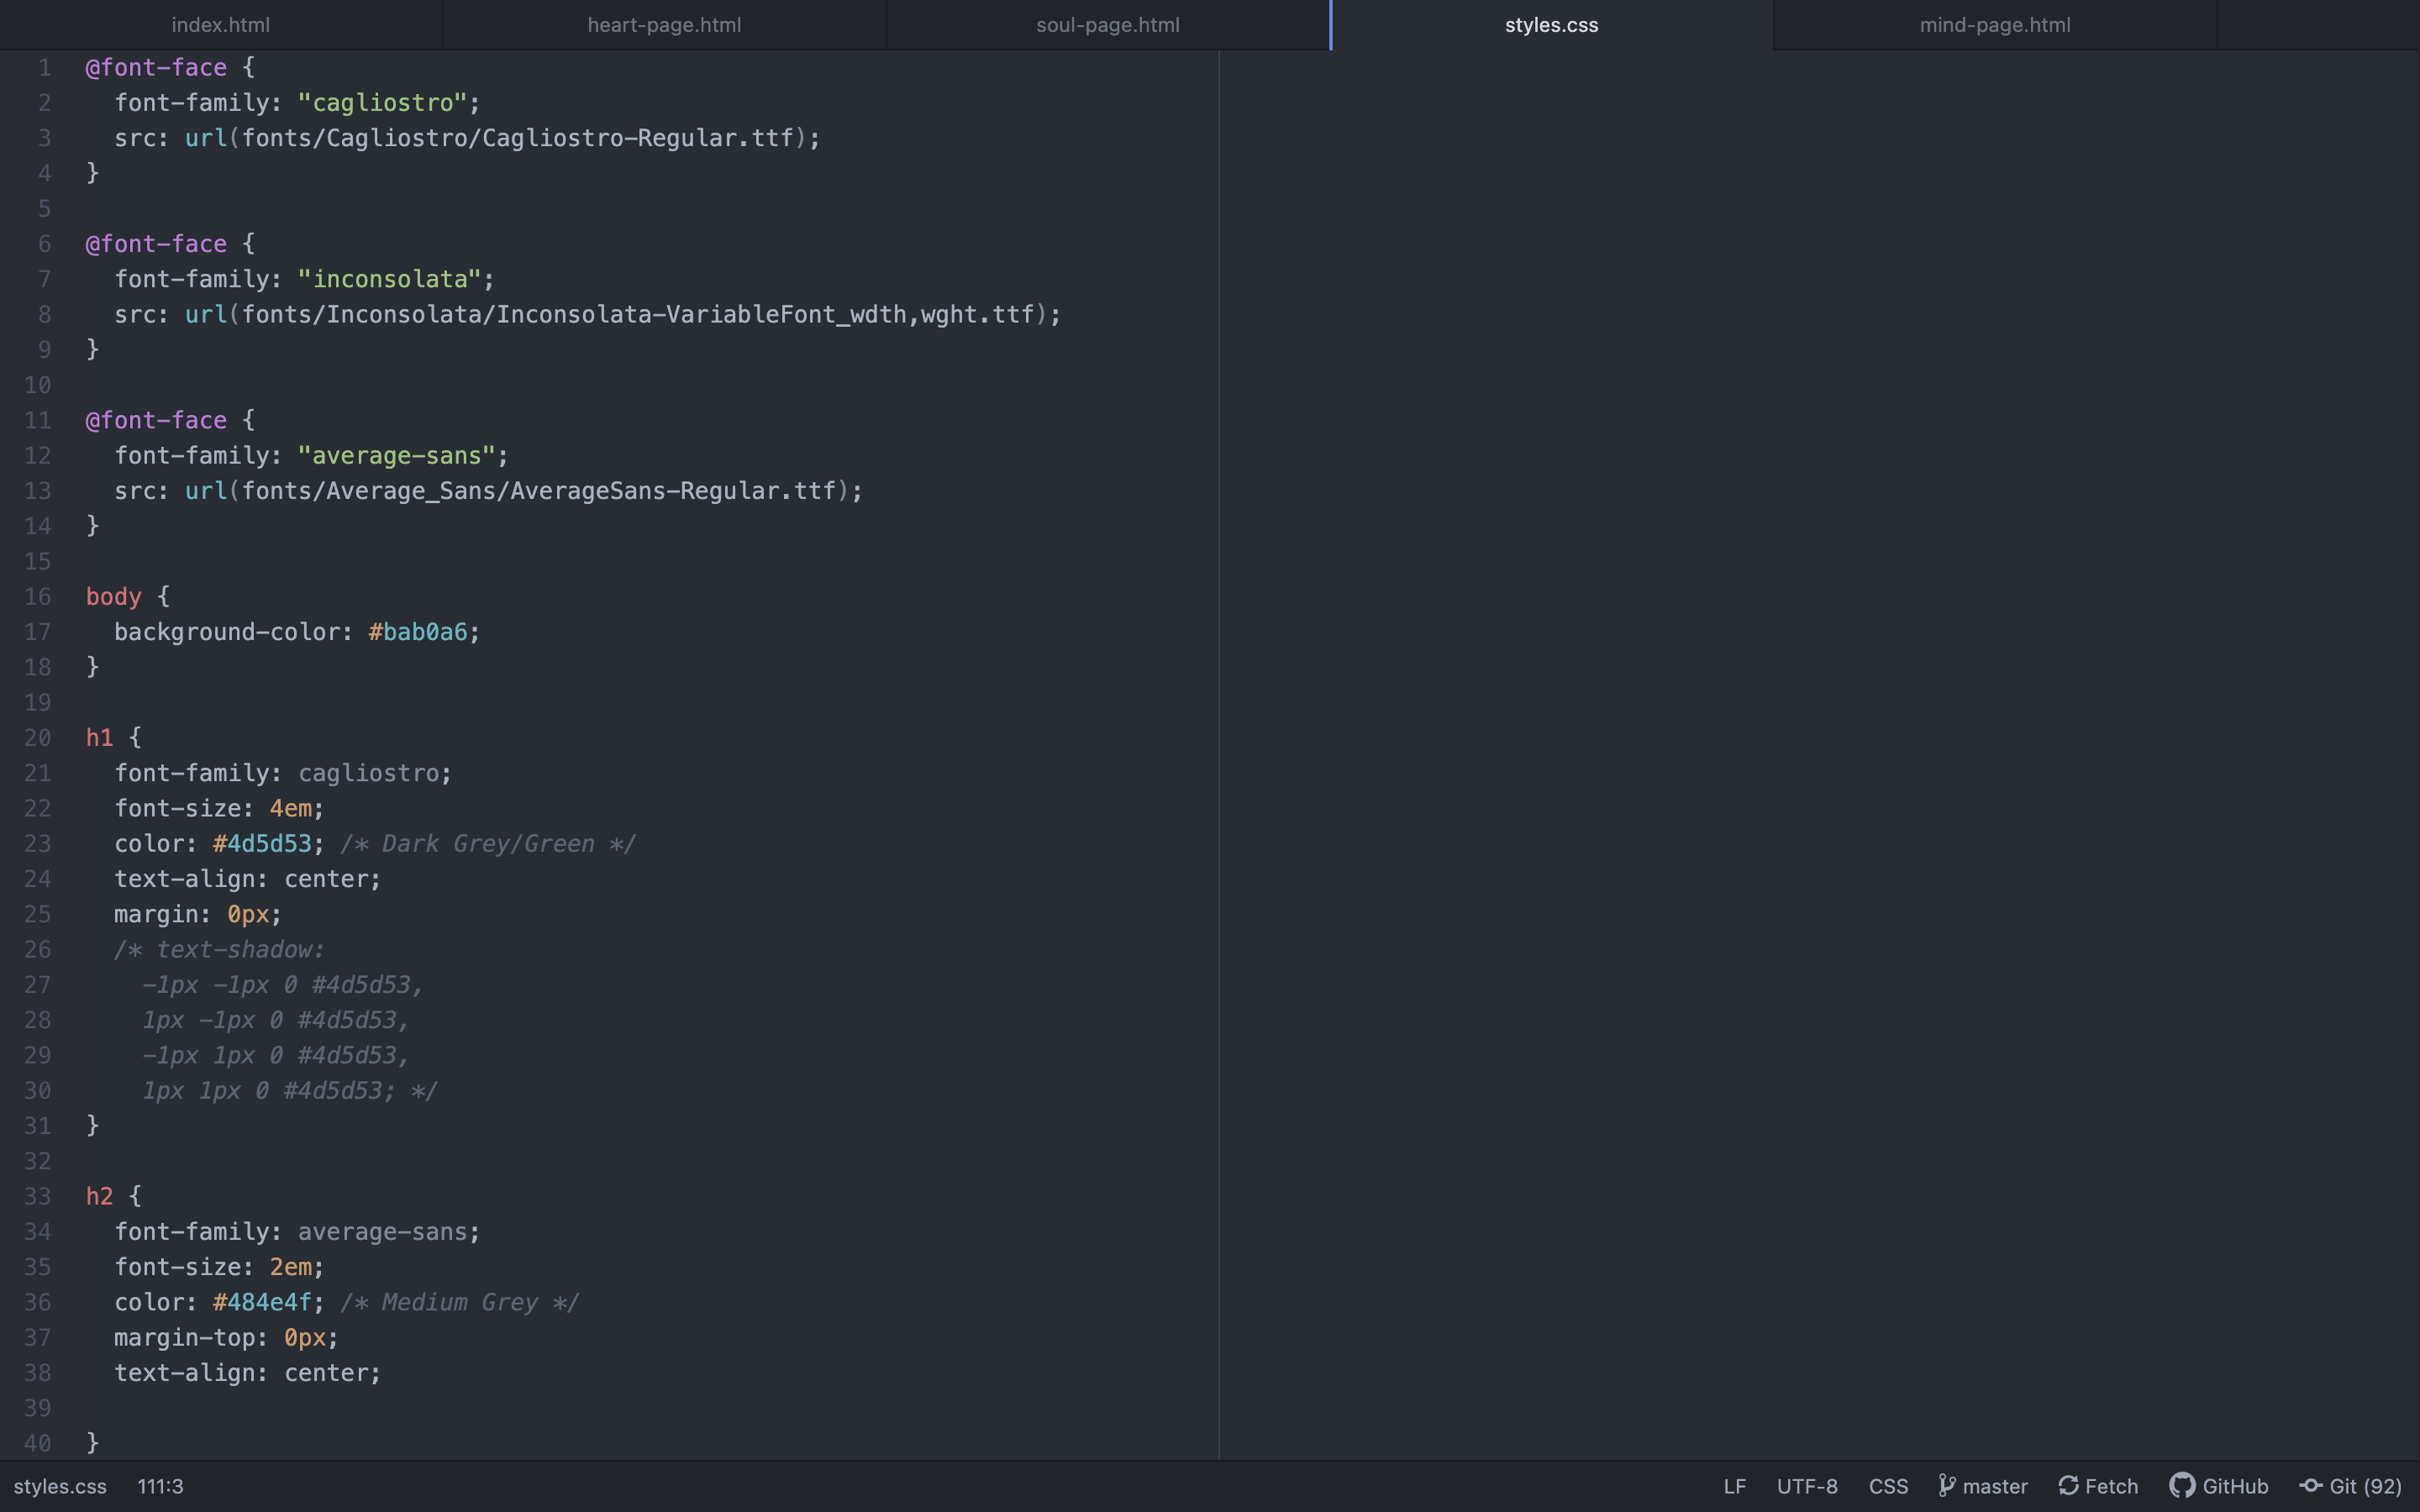 index.html heart-page.html soul-page.html styles.css mind-page.html
1 @font-face {
2 font-family: "cagliostro";
3 src: url(fonts/Cagliostro/Cagliostro-Regular.ttf);
4 }
5
6 @font-face {
7 font-family: "inconsolata";
8 src: url(fonts/Inconsolata/Inconsolata-VariableFont_wdth,wght.ttf);
9 }
10
11 @font-face {
12 font-family: "average-sans";
13 src: url(fonts/Average_Sans/AverageSans-Regular.ttf);
14 }
15
16 body {
17 background-color: #bab0a6;
18 }
19
20 h1 {
21 font-family: cagliostro;
22 font-size: 4em;
23 color: #4d5d53; /* Dark Grey/Green */
24 text-align: center;
25 margin: 0px;
26 /* text-shadow:
27 -1px -1px 0 #4d5d53,
28 1px -1px 0 #4d5d53,
29 -1px 1px 0 #4d5d53,
30 1px 1px 0 #4d5d53; */
31 }
32
33 h2 {
34 font-family: average-sans;
35 font-size: 2em;
36 color: #484e4f; /* Medium Grey */
37 margin-top: 0px;
38 text-align: center;
39
40 }
styles.css 111:3 LF UTF-8 CSS master Fetch GitHub Git (92)